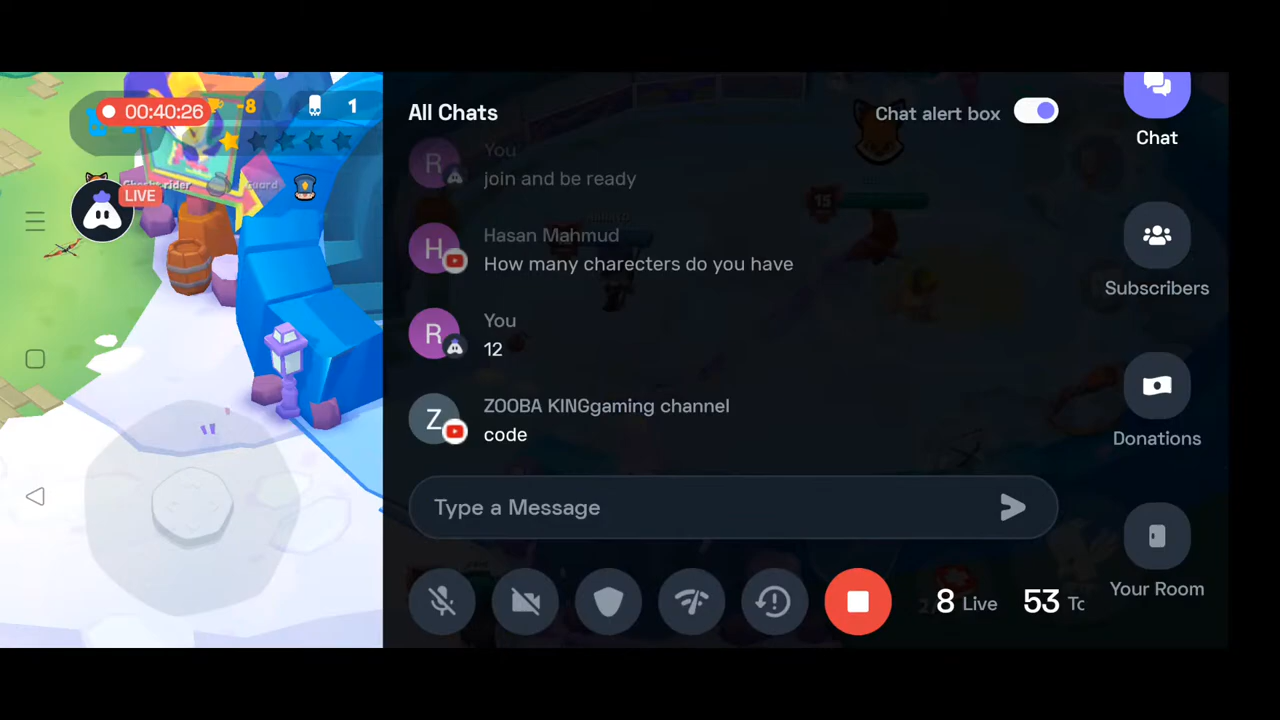 00:40:26
-8
1
LIVE
All Chats
Chat alert box
Chat
R
You
join and be ready
15
H
Hasan Mahmud
How many charecters do you have
Subscribers
R
You
12
Z
ZOOBA KINGgaming channel
code
Donations
Type a Message
Your Room
8 Live
53 To